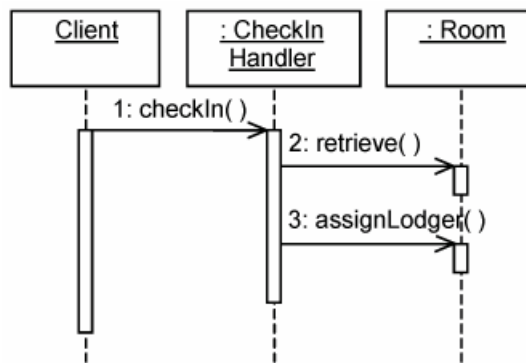 Client
: CheckIn
Handler
: Room
1: checkIn( )
2: retrieve( )
3: assignLodger( )